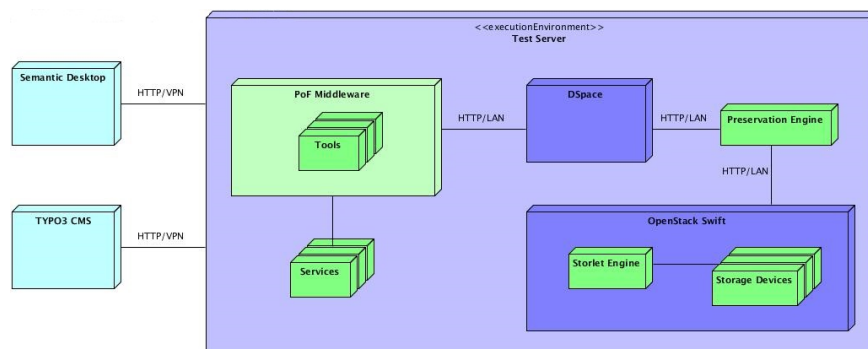 <<executionEnvironment>>
Test Server
Semantic Desktop
HTTP/VPN
PoF Middleware
Tools
HTTP/LAN
DSpace
HTTP/LAN
Preservation Engine
HTTP/LAN
TYPO3 CMS
HTTP/VPN
Services
OpenStack Swift
Storlet Engine
Storage Devices